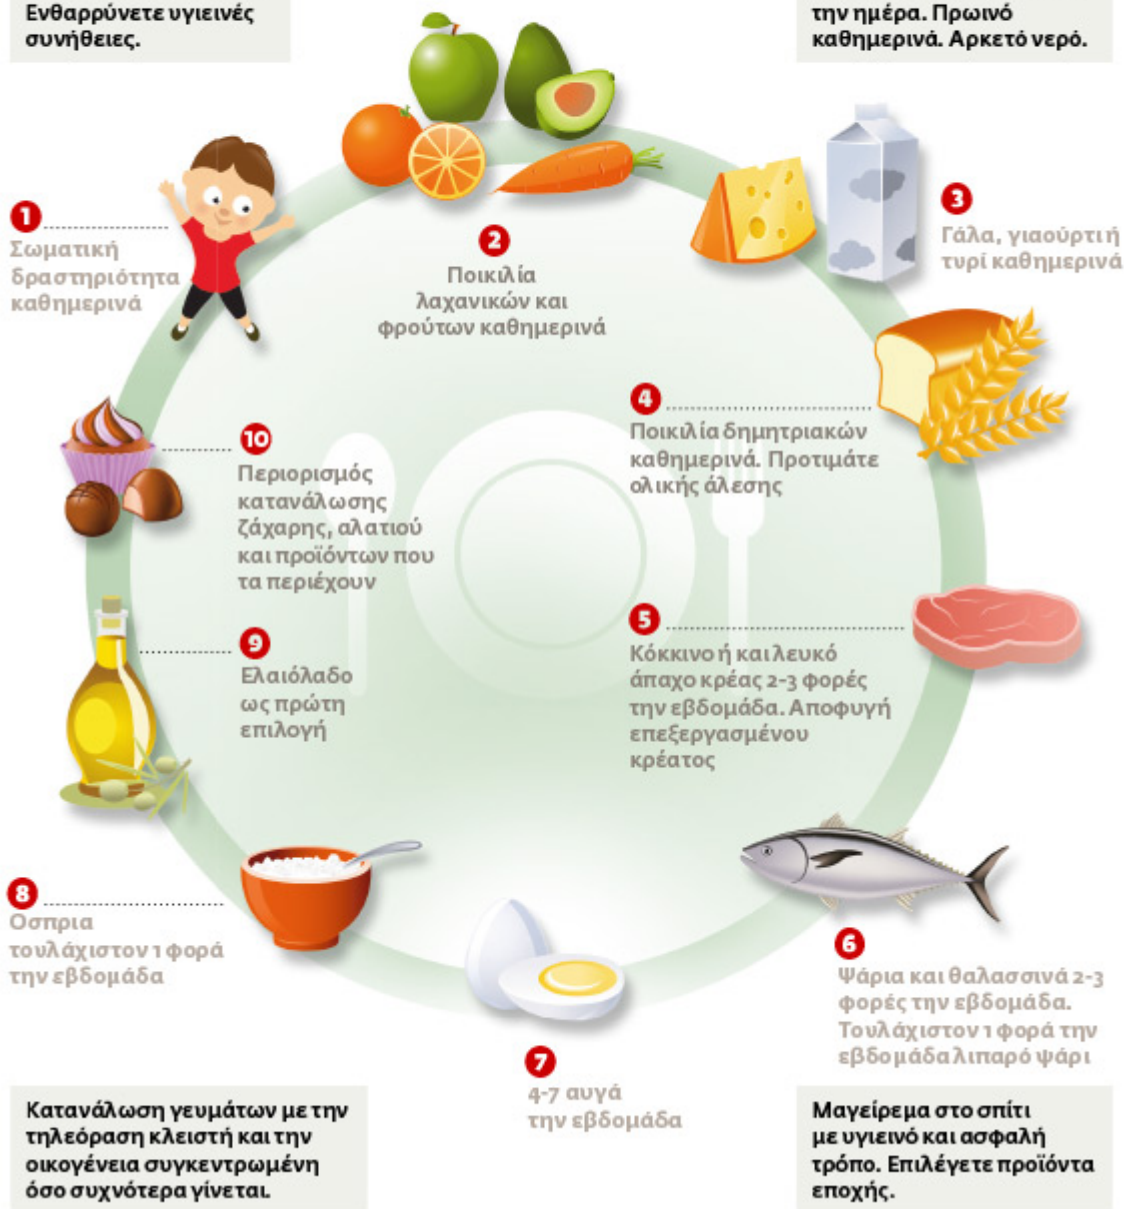 Ενθαρρύνετε υγιεινές
συνήθειες.
την ημέρα. Πρωινό
καθημερινά. Αρκετό νερό.
1
Σωματική
δραστηριότητα
καθημερινά
2
Ποικιλία
λαχανικών και
φρούτων καθημερινά
3
Γάλα, γιαούρτι ή
τυρί καθημερινά
4
Ποικιλία δημητριακών
καθημερινά. Προτιμάτε
ολικής άλεσης
5
Κόκκινο ή και λευκό
άπαχο κρέας 2-3 φορές
την εβδομάδα. Αποφυγή
επεξεργασμένου
κρέατος
6
Ψάρια και θαλασσινά 2-3
φορές την εβδομάδα.
Τουλάχιστον 1 φορά την
εβδομάδα λιπαρό ψάρι
7
4-7 αυγά
την εβδομάδα
8
Οσπρια
τουλάχιστον 1 φορά
την εβδομάδα
9
Ελαιόλαδο
ως πρώτη
επιλογή
10
Περιορισμός
κατανάλωσης
ζάχαρης, αλατιού
και προϊόντων που
τα περιέχουν
Κατανάλωση γευμάτων με την
τηλεόραση κλειστή και την
οικογένεια συγκεντρωμένη
όσο συχνότερα γίνεται.
Μαγείρεμα στο σπίτι
με υγιεινό και ασφαλή
τρόπο. Επιλέγετε προϊόντα
εποχής.